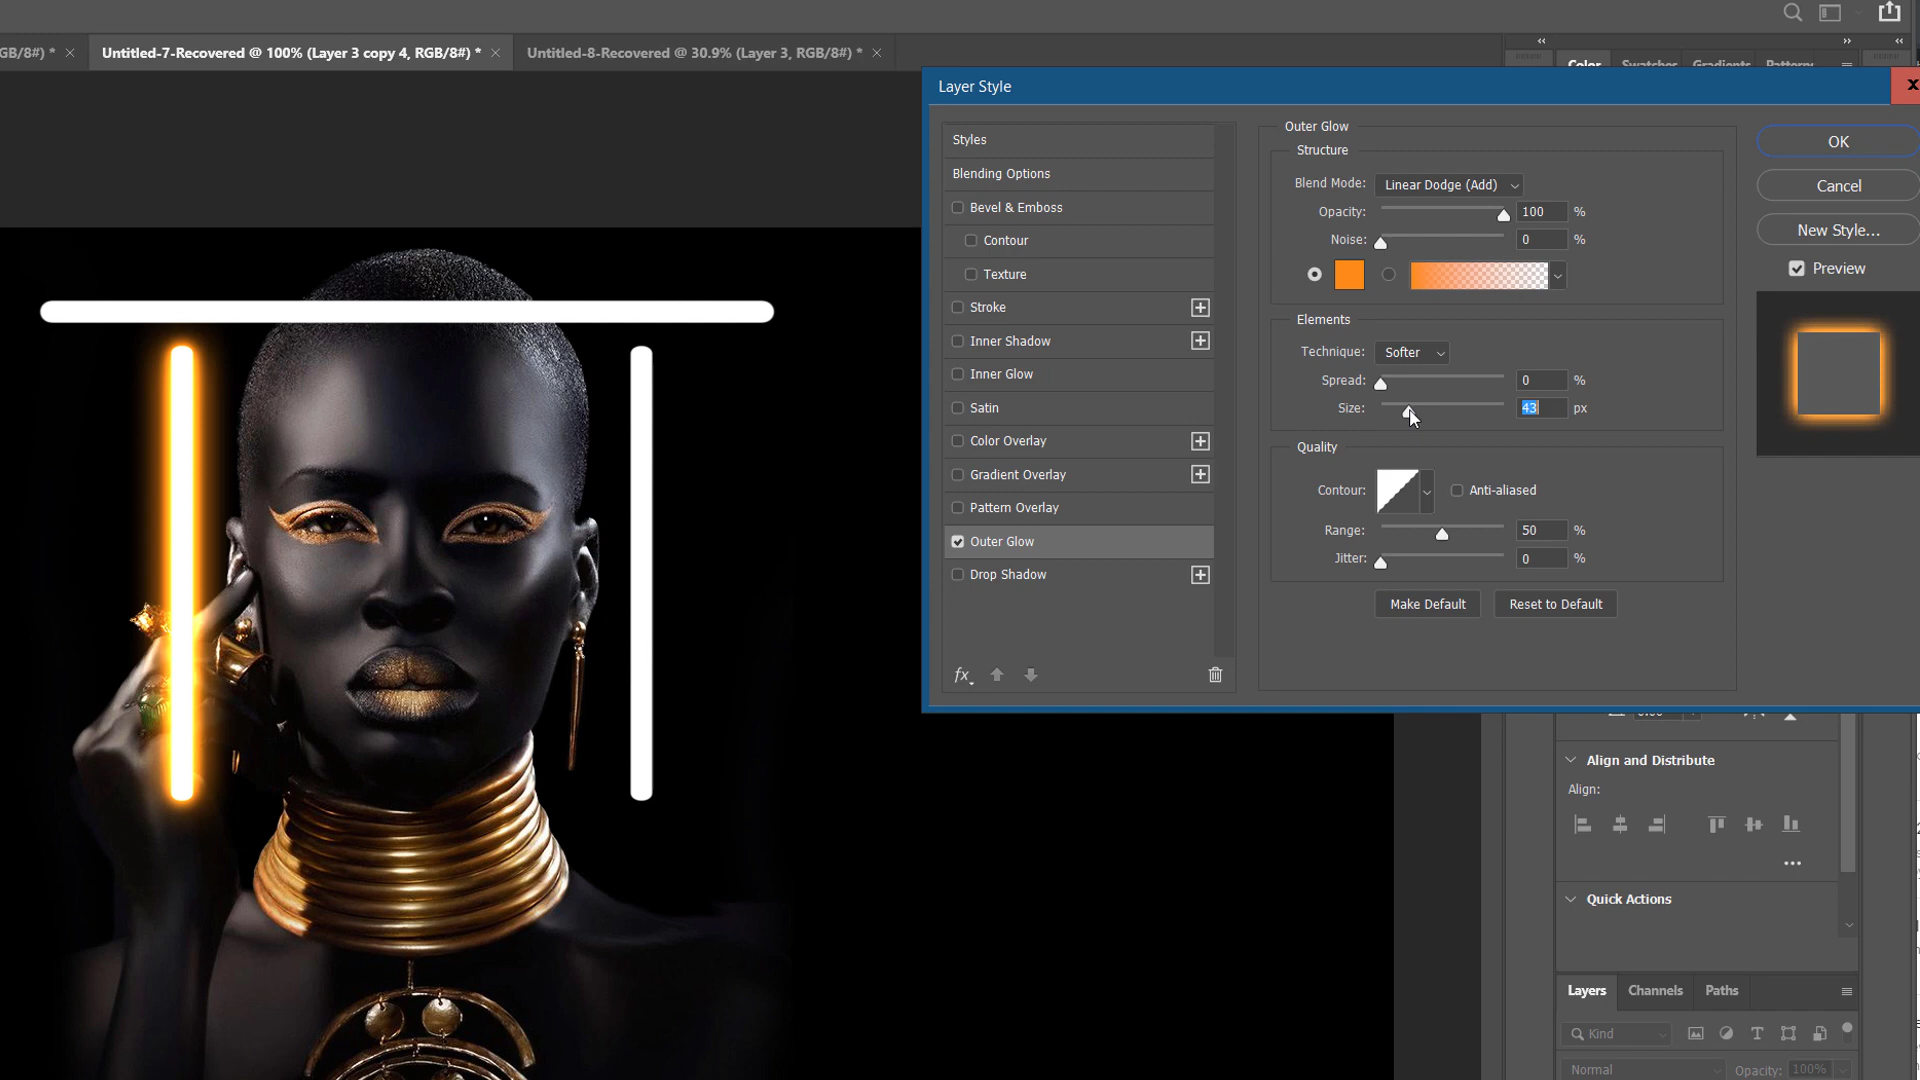 GB/8#) *
Untitled-7-Recovered @ 100% (Layer 3 copy 4, RGB/8#) *
Untitled-8-Recovered @ 30.9% (Layer 3, RGB/8#) *
Color Swatches Gradients Patterns
Layer Style
x
Styles
Blending Options
Bevel & Emboss
Contour
Texture
Stroke
Inner Shadow
Inner Glow
Satin
Color Overlay
Gradient Overlay
Pattern Overlay
Outer Glow
Drop Shadow
fx
Outer Glow
Structure
Blend Mode: Linear Dodge (Add)
Opacity: 100 %
Noise: 0 %
Elements
Technique: Softer
Spread: 0 %
Size: 43 px
Quality
Contour: Anti-aliased
Range: 50 %
Jitter: 0 %
Make Default Reset to Default
OK
Cancel
New Style...
Preview
Align and Distribute
Align:
Quick Actions
Layers Channels Paths
Kind
Normal Opacity: 100%